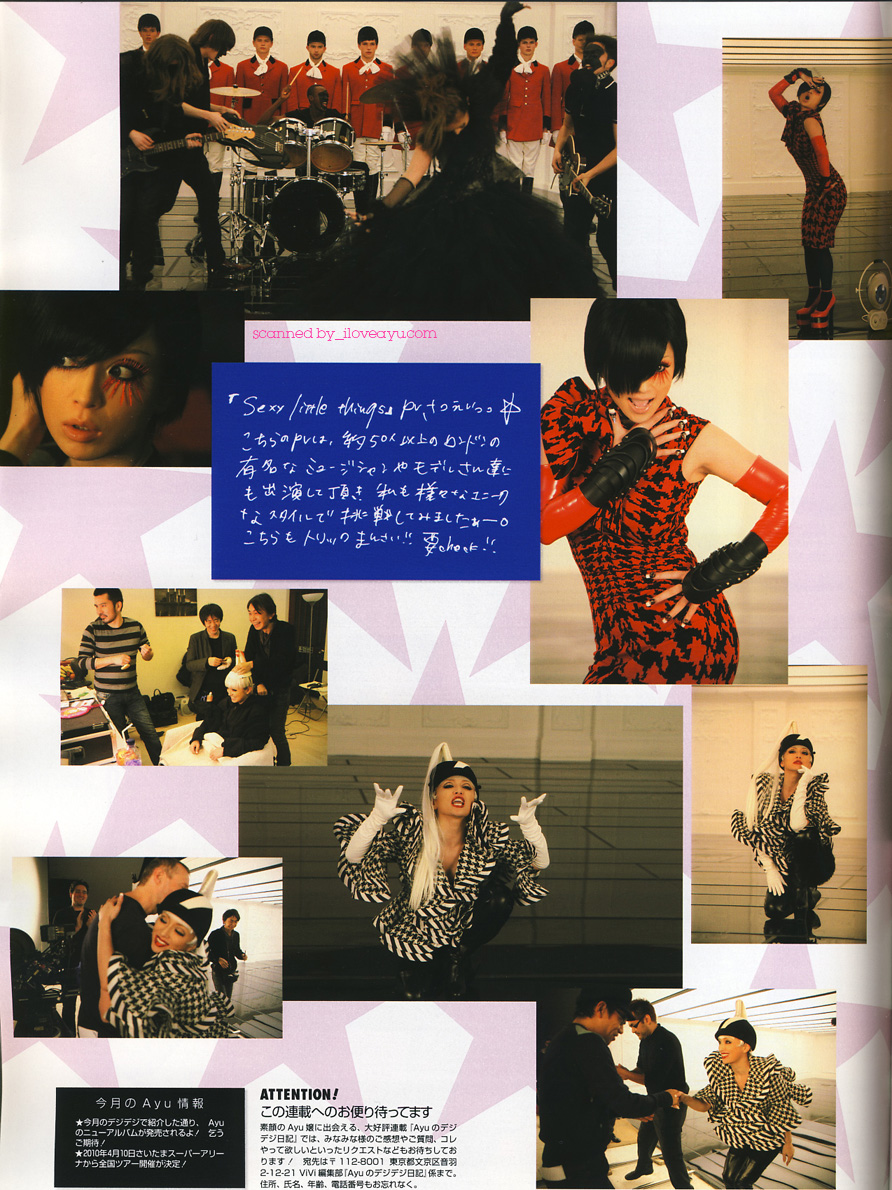 scanned by_iloveayu.com
「Sexy little things」pv、さつえいっ。☆
こちらのpvは、約50人以上のロンドンの
有名なミュージシャンやモデルさん達に
も出演して頂き 私も様々なユニーク
なスタイルで挑戦してみましたれー。
こちらもトリックまんさい!! 要check!!
今月のAyu情報
★今月のデジデジで紹介した通り、Ayu
のニューアルバムが発売されるよ! 乞う
ご期待!
★2010年4月10日さいたまスーパーアリー
ナから全国ツアー開催が決定!
ATTENTION!
この連載へのお便り待ってます
素顔のAyu嬢に出会える、大好評連載「Ayuのデジ
デジ日記」では、みなみな様のご感想やご質問、コレ
やって欲しいといったリクエストなどもお待ちしてお
ります! 宛先は〒112-8001 東京都文京区音羽
2-12-21 ViVi編集部「Ayuのデジデジ日記」係まで。
住所、氏名、年齢、電話番号もお忘れなく。